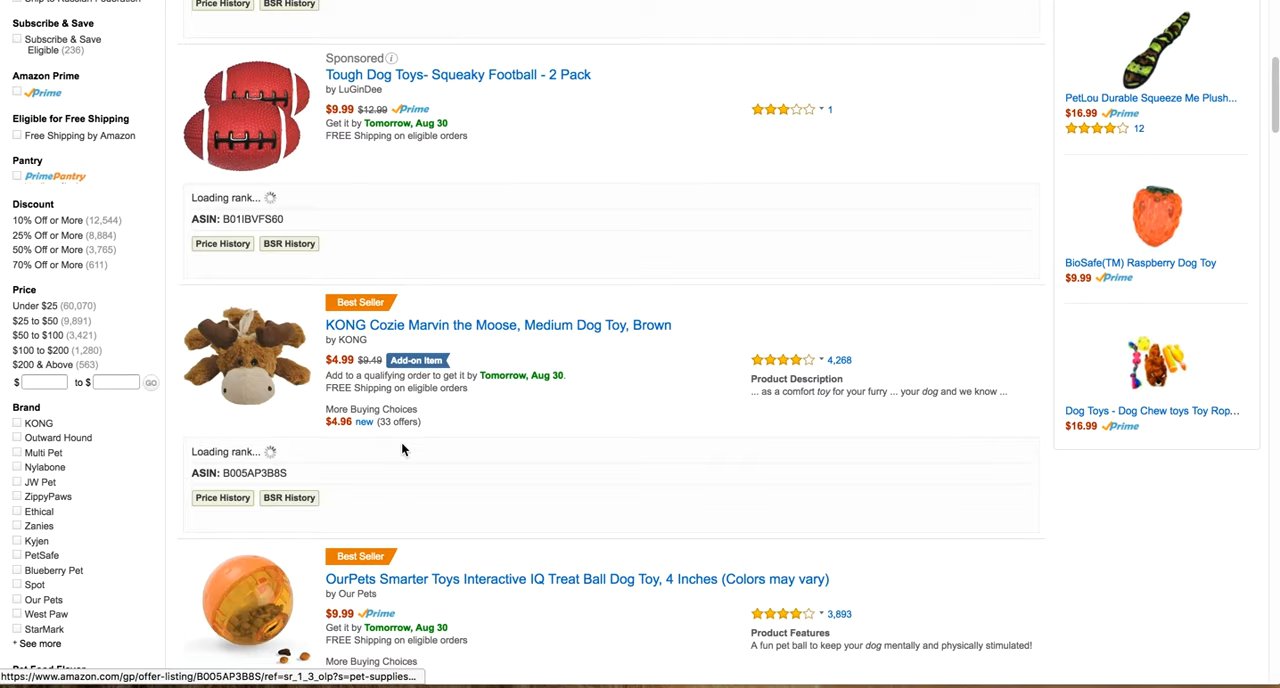 Subscribe & Save
Subscribe & Save
Eligible (236)
Amazon Prime
Prime
Eligible for Free Shipping
Free Shipping by Amazon
Pantry
PrimePantry
Discount
10% Off or More (12,544)
25% Off or More (8,884)
50% Off or More (3,765)
70% Off or More (611)
Price
Under $25 (60,070)
$25 to $50 (9,891)
$50 to $100 (3,421)
$100 to $200 (1,280)
$200 & Above (563)
$ to $ GO
Brand
KONG
Outward Hound
Multi Pet
Nylabone
JW Pet
ZippyPaws
Ethical
Zanies
Kyjen
PetSafe
Blueberry Pet
Spot
Our Pets
West Paw
StarMark
+ See more
Price History BSR History
Sponsored
Tough Dog Toys- Squeaky Football - 2 Pack
by LuGinDee
$9.99 $12.99 Prime
Get it by Tomorrow, Aug 30
FREE Shipping on eligible orders
1
Loading rank...
ASIN: B01IBVFS60
Price History BSR History
Best Seller
KONG Cozie Marvin the Moose, Medium Dog Toy, Brown
by KONG
$4.99 $9.49 Add-on Item
Add to a qualifying order to get it by Tomorrow, Aug 30.
FREE Shipping on eligible orders
More Buying Choices
$4.96 new (33 offers)
4,268
Product Description
... as a comfort toy for your furry ... your dog and we know ...
Loading rank...
ASIN: B005AP3B8S
Price History BSR History
Best Seller
OurPets Smarter Toys Interactive IQ Treat Ball Dog Toy, 4 Inches (Colors may vary)
by Our Pets
$9.99 Prime
Get it by Tomorrow, Aug 30
FREE Shipping on eligible orders
More Buying Choices
3,893
Product Features
A fun pet ball to keep your dog mentally and physically stimulated!
PetLou Durable Squeeze Me Plush...
$16.99 Prime
12
BioSafe(TM) Raspberry Dog Toy
$9.99 Prime
Dog Toys - Dog Chew toys Toy Rop...
$16.99 Prime
https://www.amazon.com/gp/offer-listing/B005AP3B8S/ref=sr_1_3_olp?s=pet-supplies...